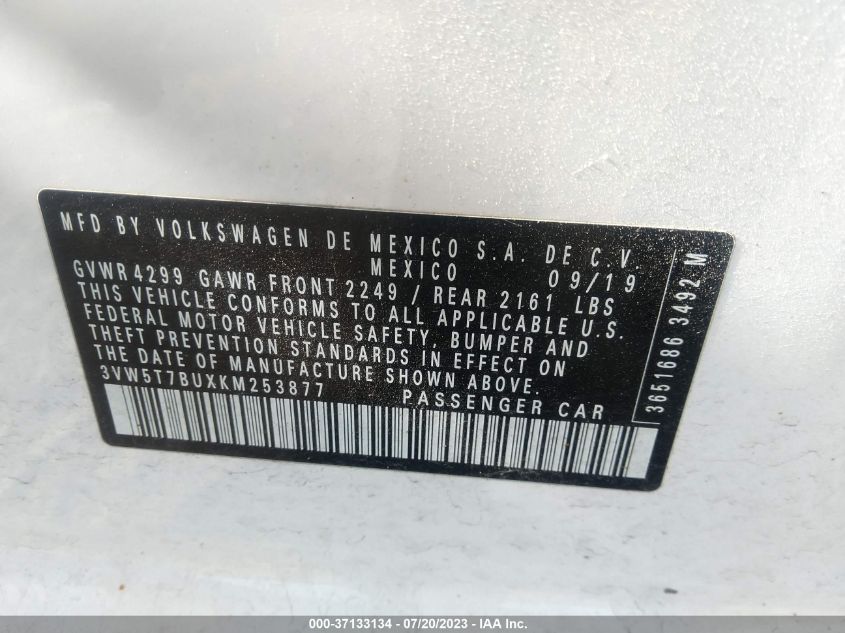 MFD BY VOLKSWAGEN DE MEXICO S.A. DE C.V.
MEXICO 09/19
GVWR 4299 GAWR FRONT 2249 / REAR 2161 LBS
THIS VEHICLE CONFORMS TO ALL APPLICABLE U.S.
FEDERAL MOTOR VEHICLE SAFETY, BUMPER AND
THEFT PREVENTION STANDARDS IN EFFECT ON
THE DATE OF MANUFACTURE SHOWN ABOVE.
3VW5T7BUXKM253877 PASSENGER CAR
3651686 3492 M
000-37133134 - 07/20/2023 - IAA Inc.